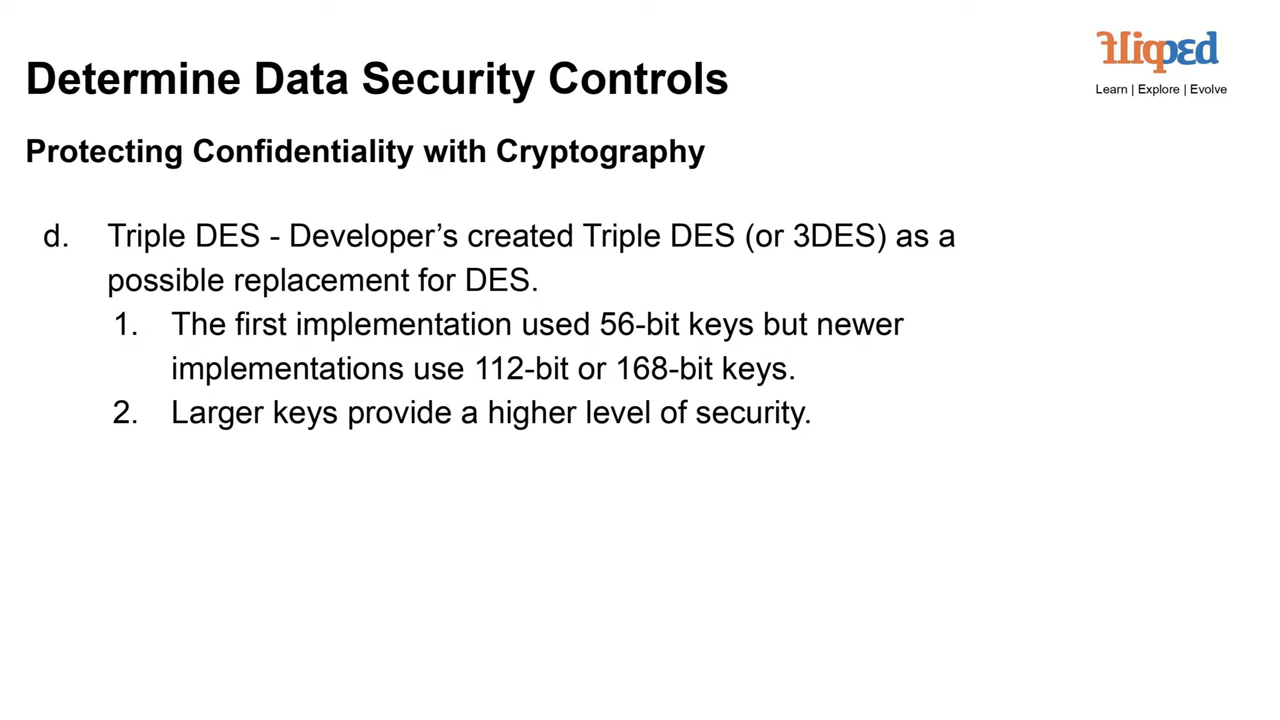 flipped
Learn | Explore | Evolve
Determine Data Security Controls
Protecting Confidentiality with Cryptography
d. Triple DES - Developer’s created Triple DES (or 3DES) as a
possible replacement for DES.
1. The first implementation used 56-bit keys but newer
implementations use 112-bit or 168-bit keys.
2. Larger keys provide a higher level of security.